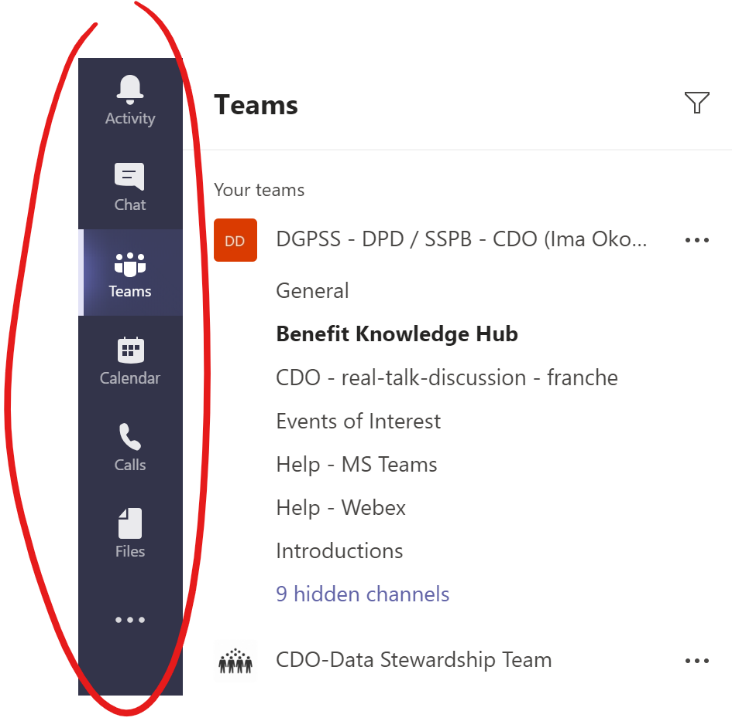 Activity
Chat
Teams
Calendar
Calls
Files
Teams
Your teams
DD
DGPSS - DPD / SSPB - CDO (Ima Oko...
General
Benefit Knowledge Hub
CDO - real-talk-discussion - franche
Events of Interest
Help - MS Teams
Help - Webex
Introductions
9 hidden channels
CDO-Data Stewardship Team